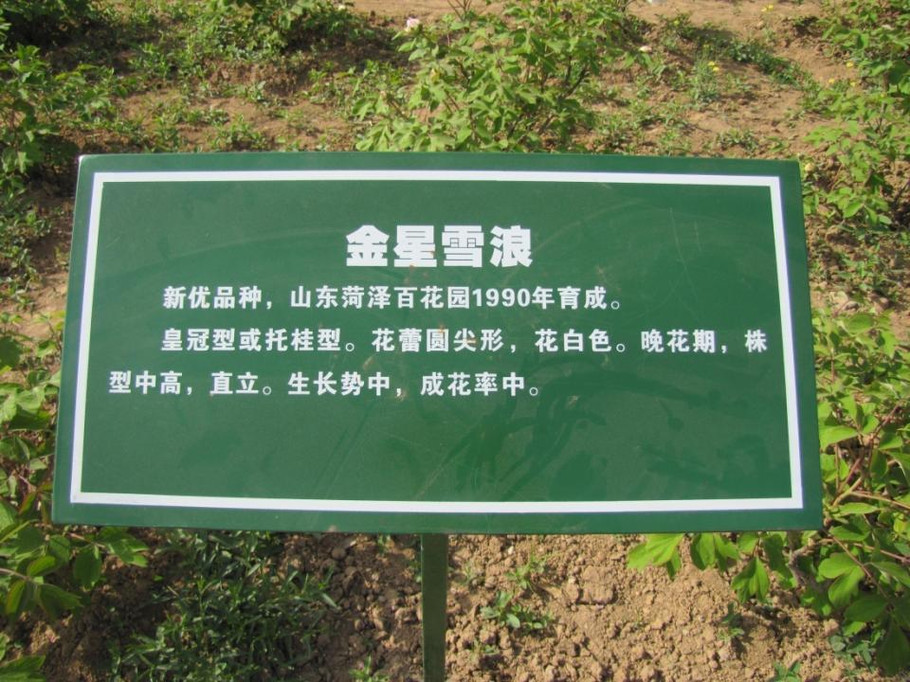 金星雪浪
新优品种，山东菏泽百花园1990年育成。
皇冠型或托桂型。花蕾圆尖形，花白色。晚花期，株
型中高，直立。生长势中，成花率中。